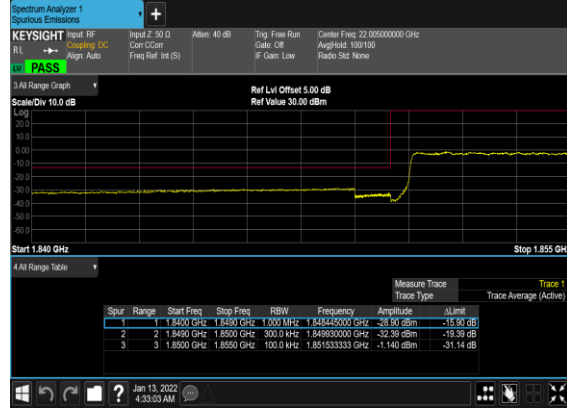 Spectrum Analyzer 1
Spurious Emissions
KEYSIGHT Input: RF Input Z: 50 Ω Atten: 40 dB Trig: Free Run Center Freq: 22.005000000 GHz
RL Coupling: DC Corr CCorr Gate: Off Avg|Hold: 100/100
Align: Auto Freq Ref: Int (S) IF Gain: Low Radio Std: None
PASS
3 All Range Graph
Ref Lvl Offset 5.00 dB
Scale/Div 10.0 dB Ref Value 30.00 dBm
Log
20.0
10.0
0.00
-10.0
-20.0
-30.0
-40.0
-50.0
-60.0
Start 1.840 GHz Stop 1.855 GH
4 All Range Table
Measure Trace Trace 1
Trace Type Trace Average (Active)
Spur Range Start Freq Stop Freq RBW Frequency Amplitude ΔLimit
1 1 1.8400 GHz 1.8490 GHz 1.000 MHz 1.848445000 GHz -28.90 dBm -15.90 dB
2 2 1.8490 GHz 1.8500 GHz 300.0 kHz 1.849930000 GHz -32.39 dBm -19.39 dB
3 3 1.8500 GHz 1.8550 GHz 100.0 kHz 1.851533333 GHz -1.140 dBm -31.14 dB
? Jan 13, 2022
4:33:03 AM